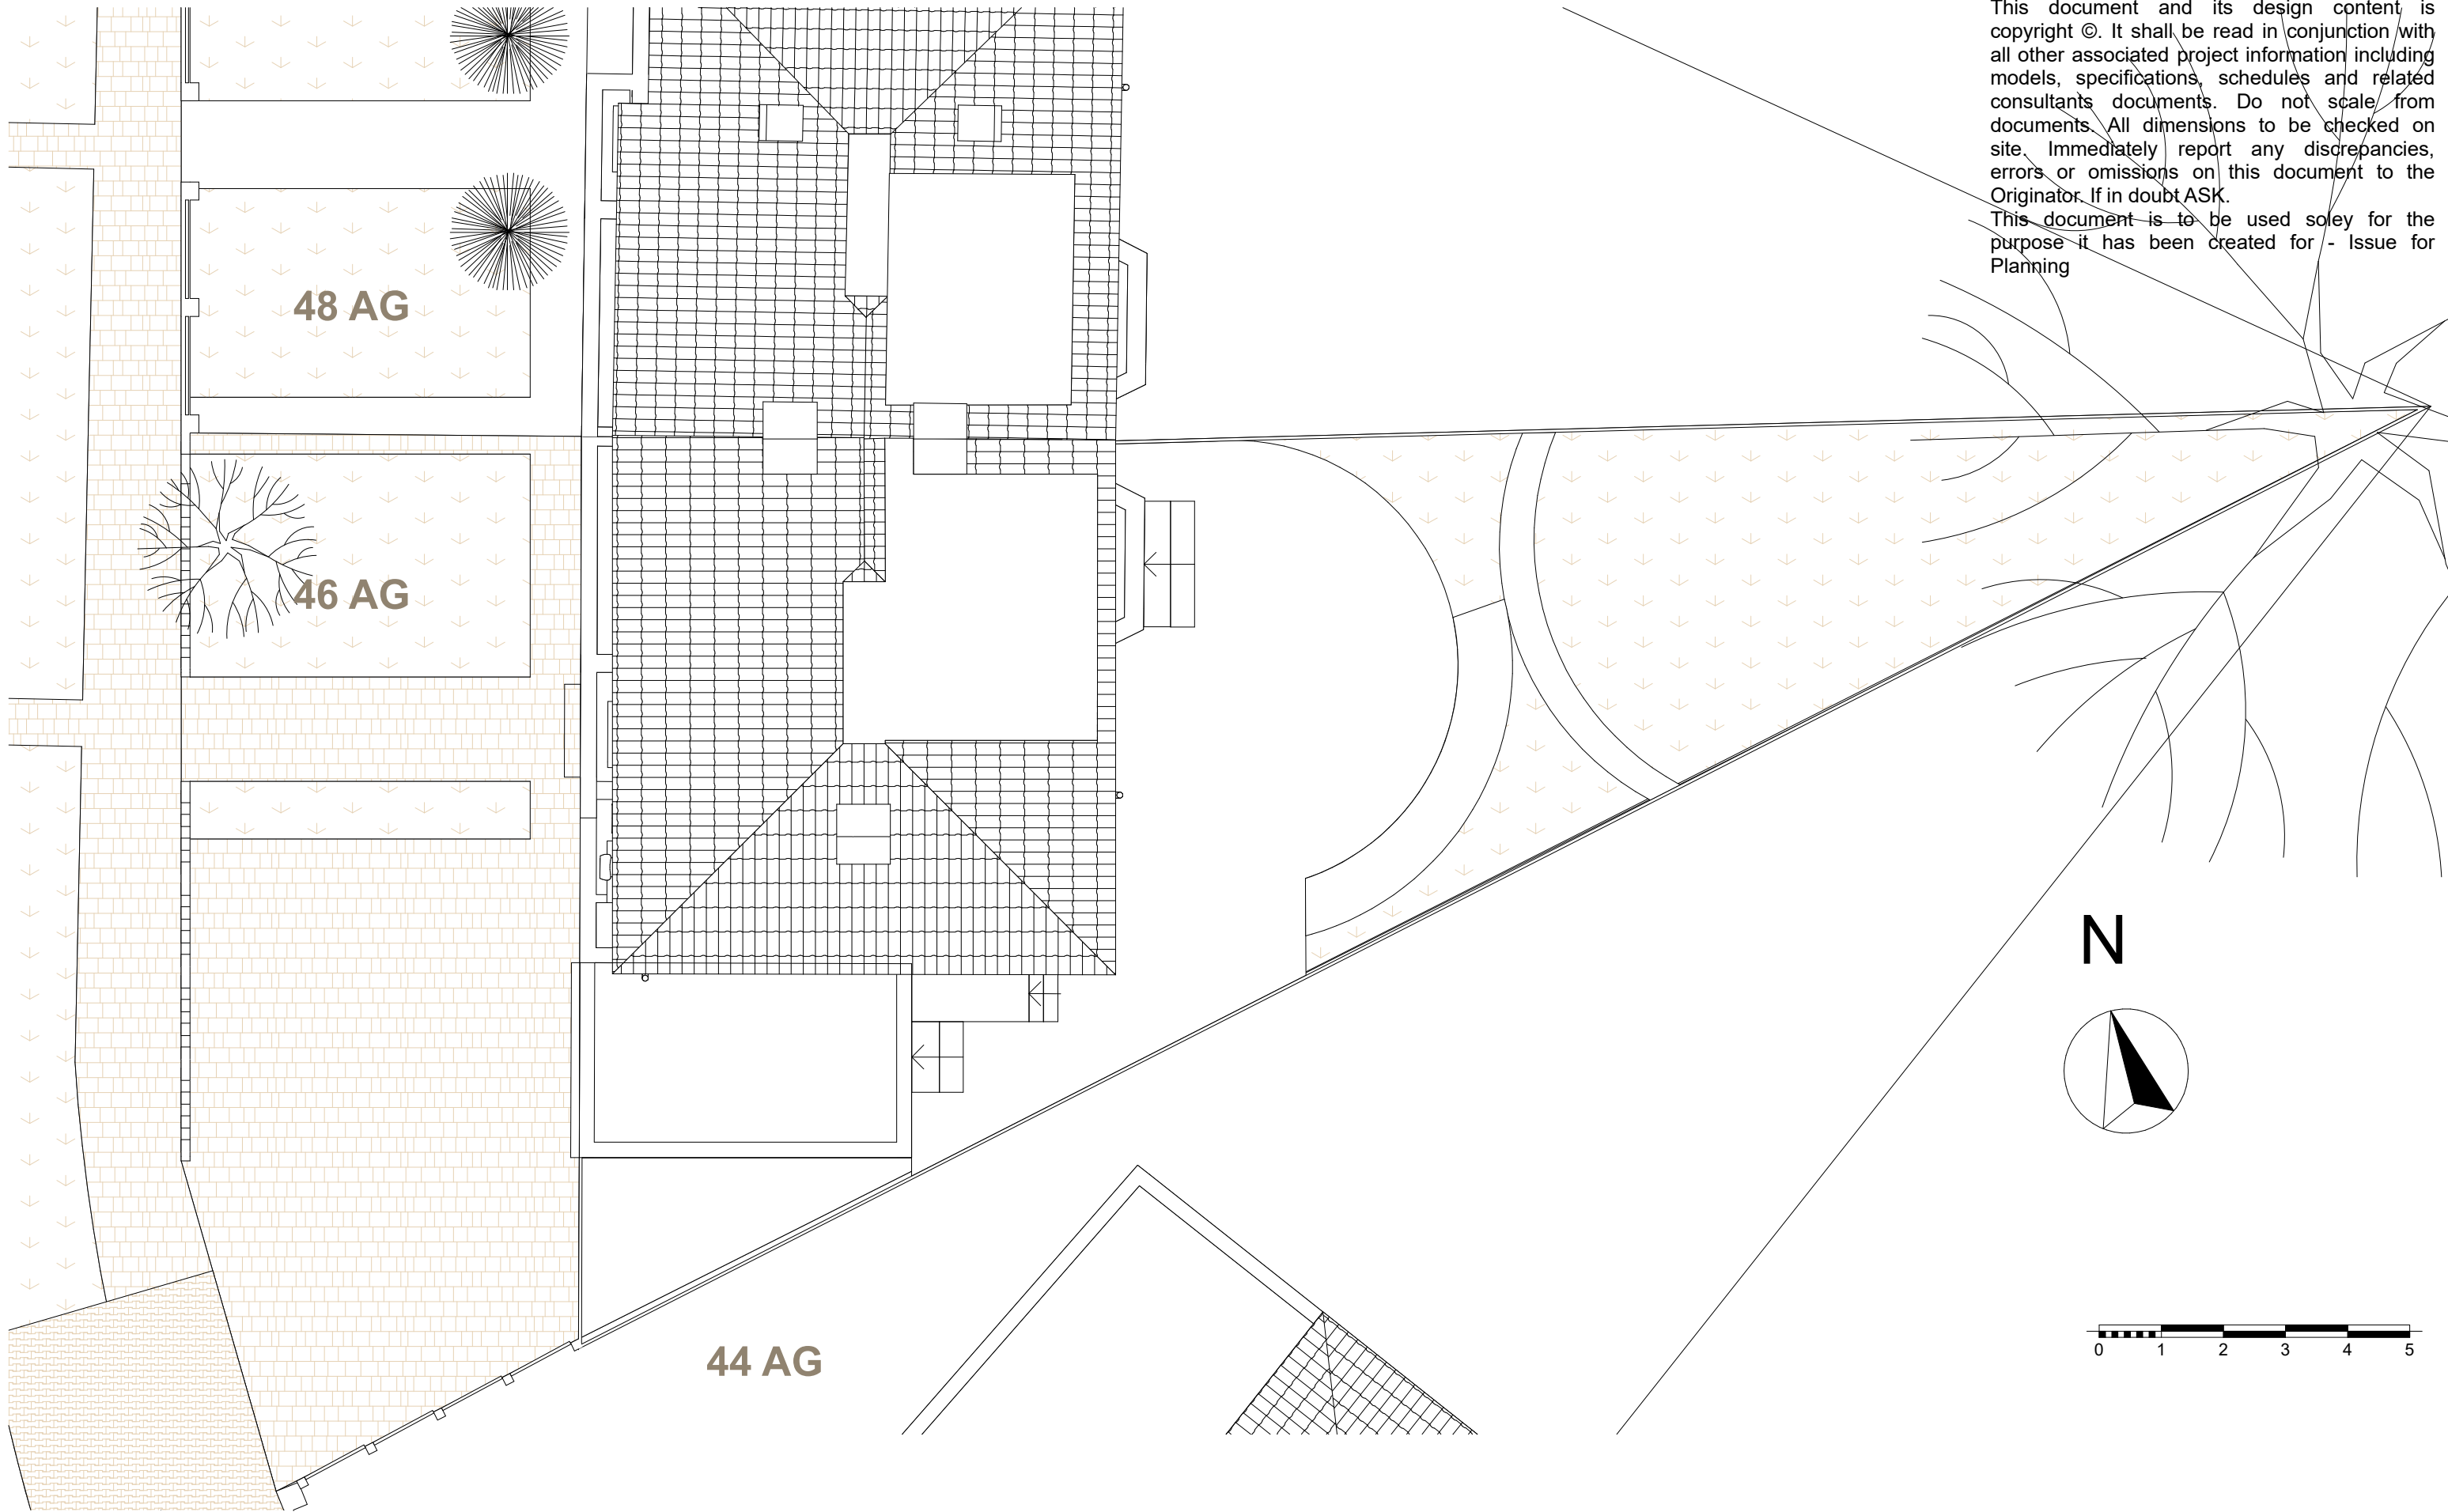 This document and its design content is
copyright ©. It shall be read in conjunction with
all other associated project information including
models, specifications, schedules and related
consultants documents. Do not scale from
documents. All dimensions to be checked on
site. Immediately report any discrepancies,
errors or omissions on this document to the
Originator. If in doubt ASK.
This document is to be used soley for the
purpose it has been created for - Issue for
Planning
48 AG
46 AG
N
44 AG
0 1 2 3 4 5